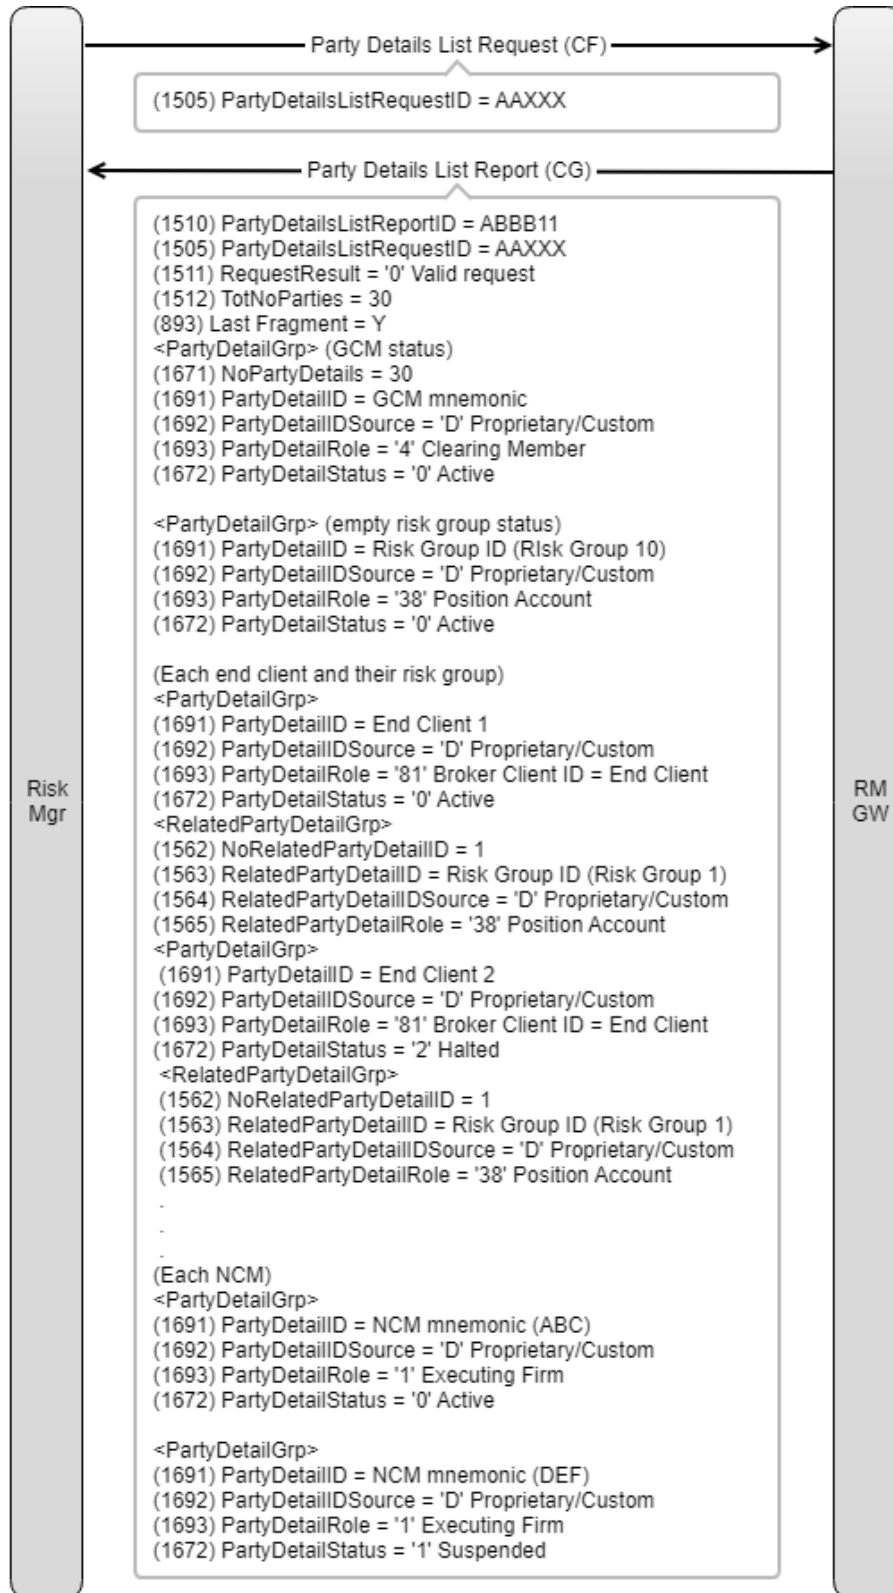 Party Details List Request (CF)
(1505) PartyDetailsListRequestID = AAXXX
Party Details List Report (CG)
(1510) PartyDetailsListReportID = ABBB11
(1505) PartyDetailsListRequestID = AAXXX
(1511) RequestResult = '0' Valid request
(1512) TotNoParties = 30
(893) Last Fragment = Y
<PartyDetailGrp> (GCM status)
(1671) NoPartyDetails = 30
(1691) PartyDetailID = GCM mnemonic
(1692) PartyDetailIDSource = 'D' Proprietary/Custom
(1693) PartyDetailRole = '4' Clearing Member
(1672) PartyDetailStatus = '0' Active
<PartyDetailGrp> (empty risk group status)
(1691) PartyDetailID = Risk Group ID (RIsk Group 10)
(1692) PartyDetailIDSource = 'D' Proprietary/Custom
(1693) PartyDetailRole = '38' Position Account
(1672) PartyDetailStatus = '0' Active
(Each end client and their risk group)
<PartyDetailGrp>
(1691) PartyDetailID = End Client 1
(1692) PartyDetailIDSource = 'D' Proprietary/Custom
(1693) PartyDetailRole = '81' Broker Client ID = End Client
(1672) PartyDetailStatus = '0' Active
<RelatedPartyDetailGrp>
(1562) NoRelatedPartyDetailID = 1
(1563) RelatedPartyDetailID = Risk Group ID (Risk Group 1)
(1564) RelatedPartyDetailIDSource = 'D' Proprietary/Custom
(1565) RelatedPartyDetailRole = '38' Position Account
<PartyDetailGrp>
(1691) PartyDetailID = End Client 2
(1692) PartyDetailIDSource = 'D' Proprietary/Custom
(1693) PartyDetailRole = '81' Broker Client ID = End Client
(1672) PartyDetailStatus = '2' Halted
<RelatedPartyDetailGrp>
(1562) NoRelatedPartyDetailID = 1
(1563) RelatedPartyDetailID = Risk Group ID (Risk Group 1)
(1564) RelatedPartyDetailIDSource = 'D' Proprietary/Custom
(1565) RelatedPartyDetailRole = '38' Position Account
.
.
.
(Each NCM)
<PartyDetailGrp>
(1691) PartyDetailID = NCM mnemonic (ABC)
(1692) PartyDetailIDSource = 'D' Proprietary/Custom
(1693) PartyDetailRole = '1' Executing Firm
(1672) PartyDetailStatus = '0' Active
<PartyDetailGrp>
(1691) PartyDetailID = NCM mnemonic (DEF)
(1692) PartyDetailIDSource = 'D' Proprietary/Custom
(1693) PartyDetailRole = '1' Executing Firm
(1672) PartyDetailStatus = '1' Suspended
Risk
Mgr
RM
GW